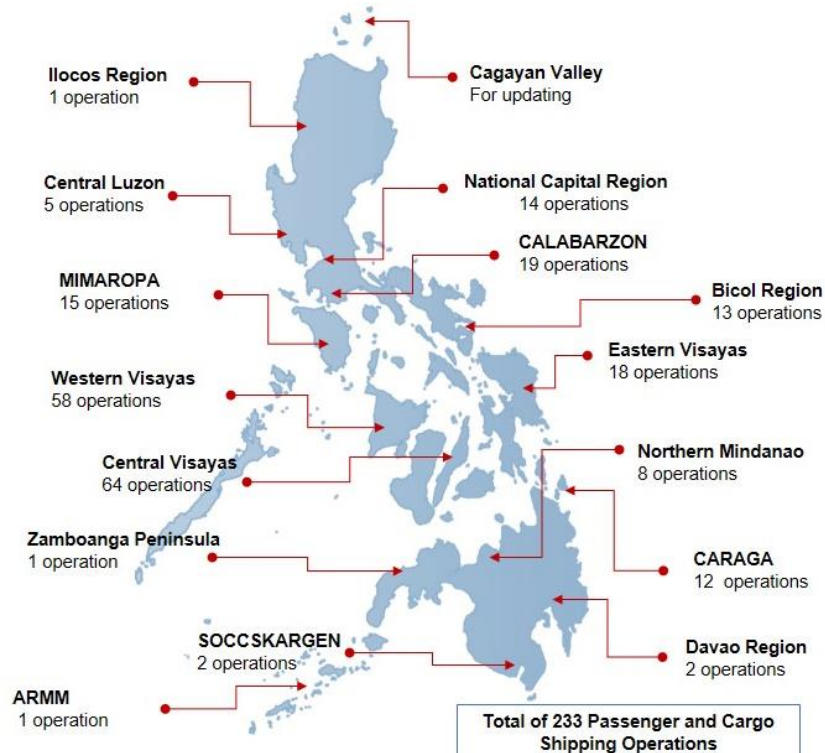 Ilocos Region
1 operation
Cagayan Valley
For updating
Central Luzon
5 operations
National Capital Region
14 operations
CALABARZON
19 operations
MIMAROPA
15 operations
Bicol Region
13 operations
Eastern Visayas
18 operations
Western Visayas
58 operations
Northern Mindanao
8 operations
Central Visayas
64 operations
Zamboanga Peninsula
1 operation
CARAGA
12 operations
SOCCSKARGEN
2 operations
Davao Region
2 operations
ARMM
1 operation
Total of 233 Passenger and Cargo
Shipping Operations